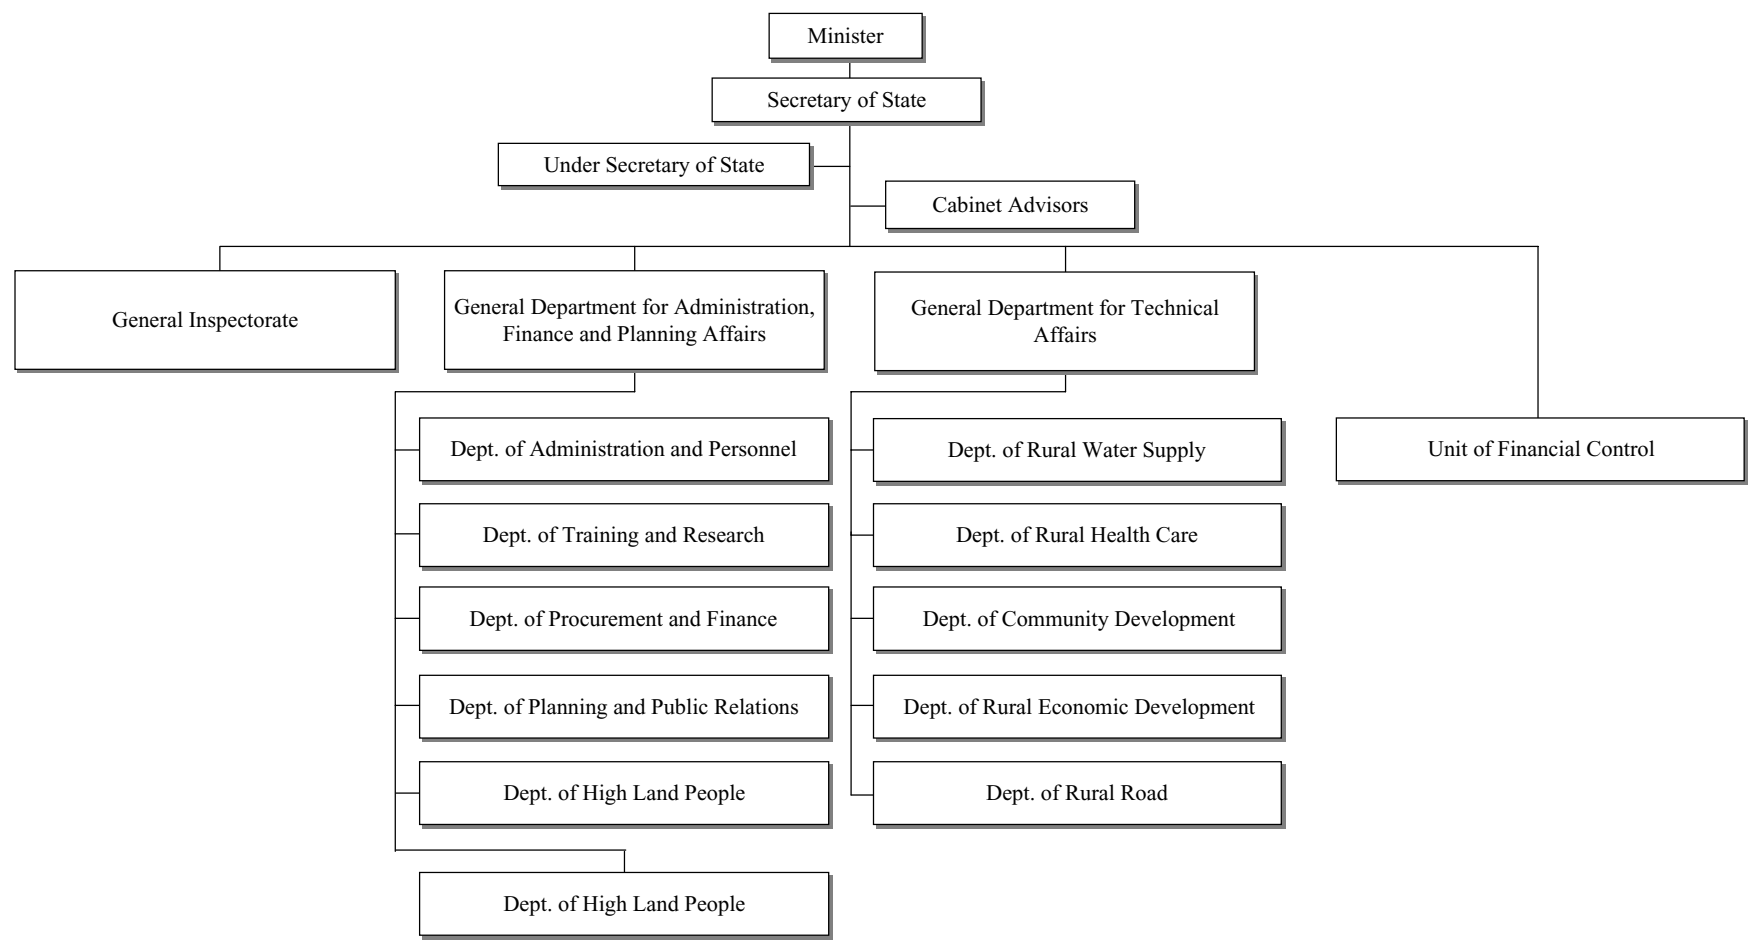 Minister
Secretary of State
Under Secretary of State
Cabinet Advisors
General Inspectorate
General Department for Administration,
Finance and Planning Affairs
General Department for Technical
Affairs
Dept. of Administration and Personnel
Dept. of Rural Water Supply
Unit of Financial Control
Dept. of Training and Research
Dept. of Rural Health Care
Dept. of Procurement and Finance
Dept. of Community Development
Dept. of Planning and Public Relations
Dept. of Rural Economic Development
Dept. of High Land People
Dept. of Rural Road
Dept. of High Land People